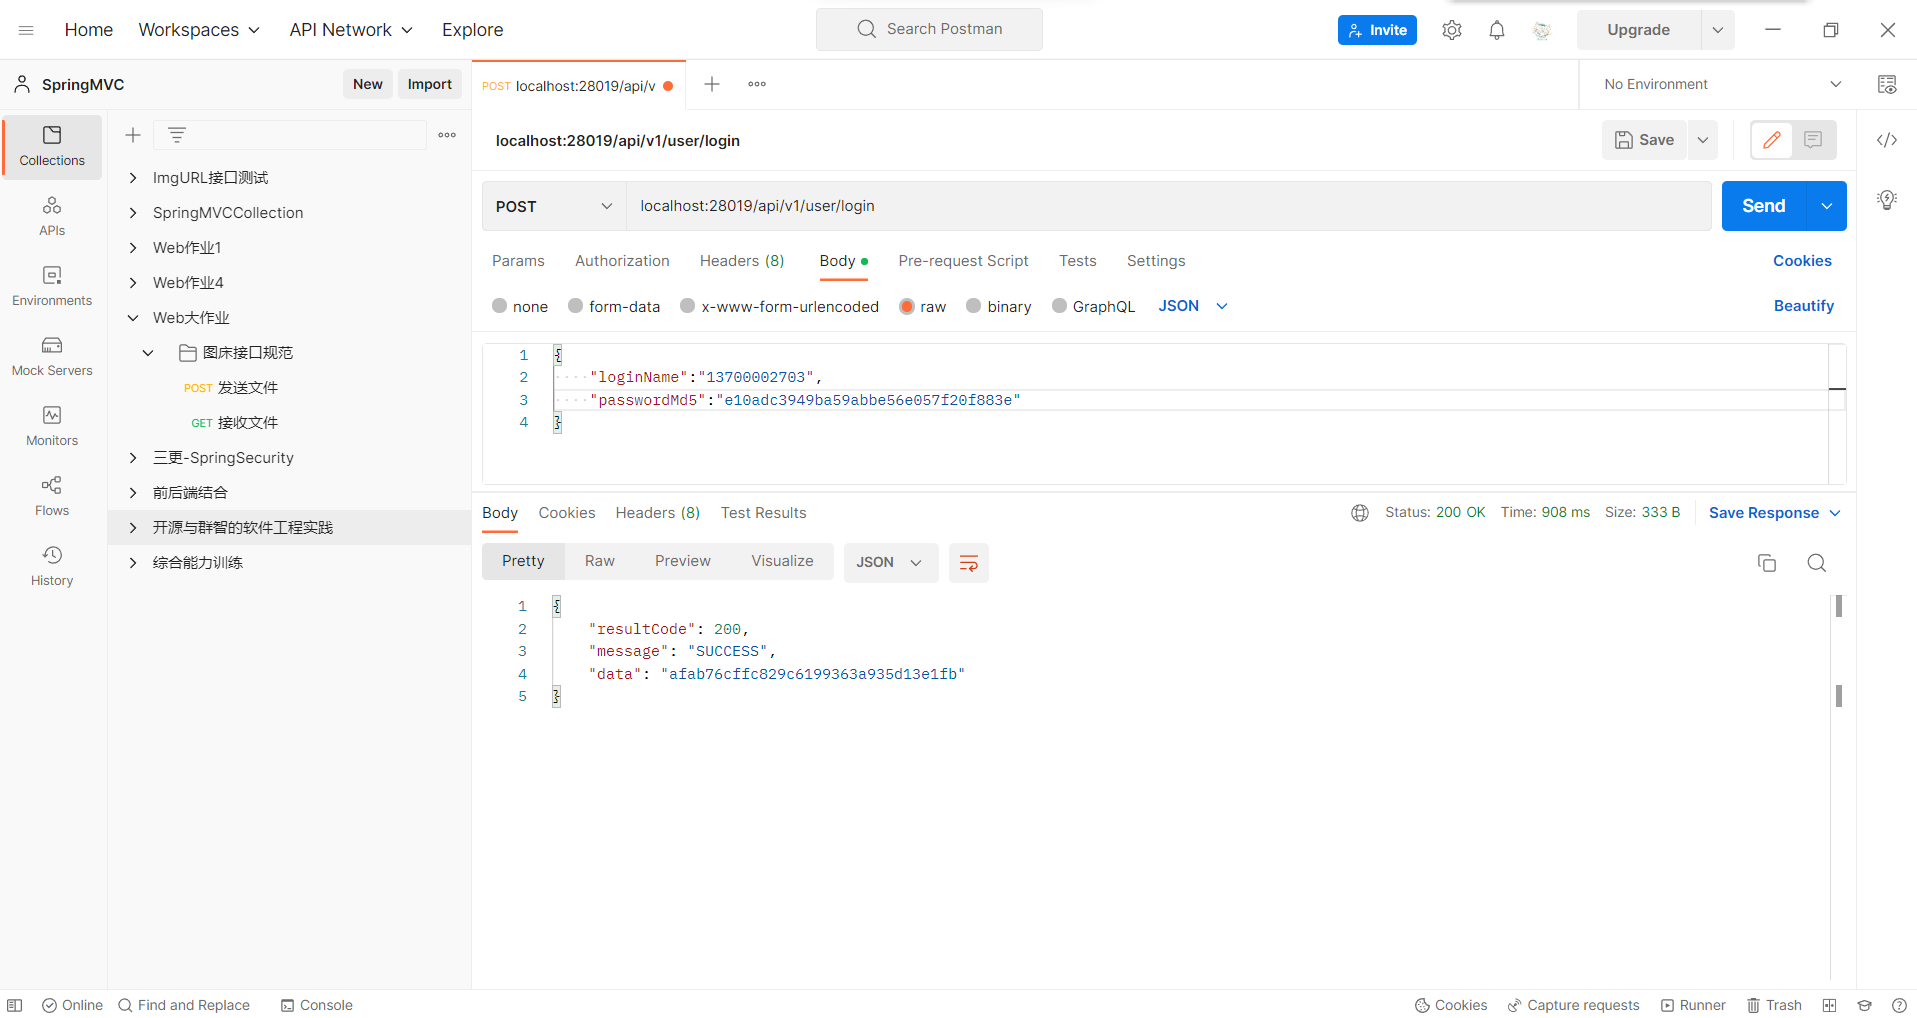 Home Workspaces API Network Explore Search Postman Invite Upgrade
SpringMVC New Import POST localhost:28019/api/v No Environment
Collections
APIs
Environments
Mock Servers
Monitors
Flows
History
ImgURL接口测试
SpringMVCCollection
Web作业1
Web作业4
Web大作业
图床接口规范
POST 发送文件
GET 接收文件
三更-SpringSecurity
前后端结合
开源与群智的软件工程实践
综合能力训练
localhost:28019/api/v1/user/login Save
POST localhost:28019/api/v1/user/login Send
Params Authorization Headers (8) Body Pre-request Script Tests Settings Cookies
none form-data x-www-form-urlencoded raw binary GraphQL JSON Beautify
1 {
2 "loginName":"13700002703",
3 "passwordMd5":"e10adc3949ba59abbe56e057f20f883e"
4 }
Body Cookies Headers (8) Test Results Status: 200 OK Time: 908 ms Size: 333 B Save Response
Pretty Raw Preview Visualize JSON
1 {
2 "resultCode": 200,
3 "message": "SUCCESS",
4 "data": "afab76cffc829c6199363a935d13e1fb"
5 }
Online Find and Replace Console Cookies Capture requests Runner Trash